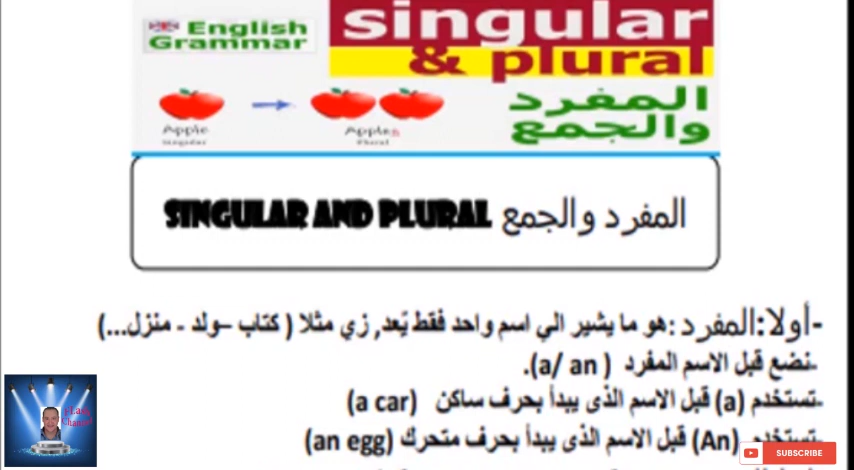 English
Grammar
singular
& plural
المفرد
والجمع
Apple
Singular
Apples
Plural
SINGULAR AND PLURAL المفرد والجمع
-أولا:المفرد :هو ما يشير الي اسم واحد فقط يُعد, زي مثلا ( كتاب –ولد - منزل...)
-نضع قبل الاسم المفرد ( a/ an).
-تستخدم (a) قبل الاسم الذى يبدأ بحرف ساكن (a car)
-تستخدم (An) قبل الاسم الذى يبدأ بحرف متحرك (an egg)
SUBSCRIBE